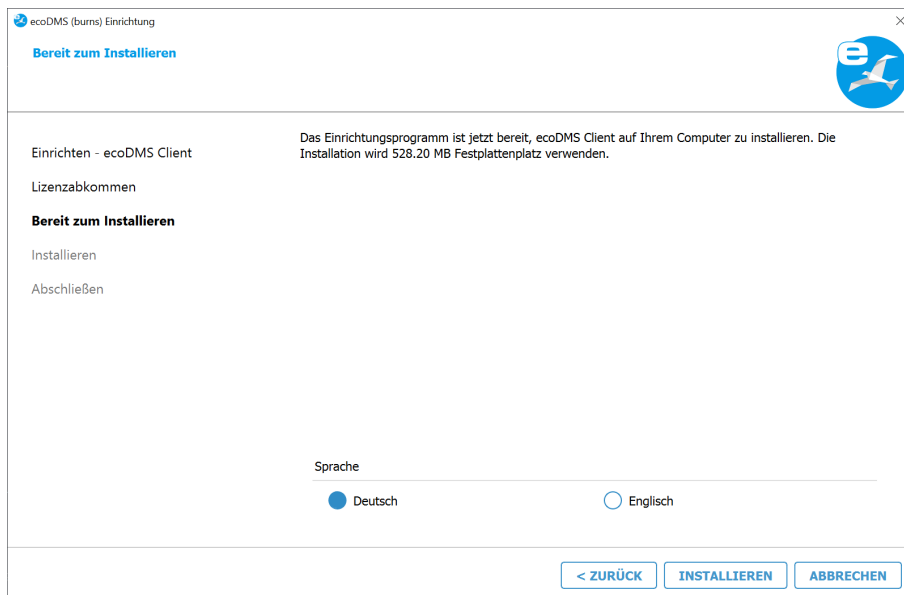 ecoDMS (burns) Einrichtung
Bereit zum Installieren
e
Einrichten - ecoDMS Client
Lizenzabkommen
Bereit zum Installieren
Installieren
Abschließen
Das Einrichtungsprogramm ist jetzt bereit, ecoDMS Client auf Ihrem Computer zu installieren. Die
Installation wird 528.20 MB Festplattenplatz verwenden.
Sprache
Deutsch
Englisch
< ZURÜCK
INSTALLIEREN
ABBRECHEN